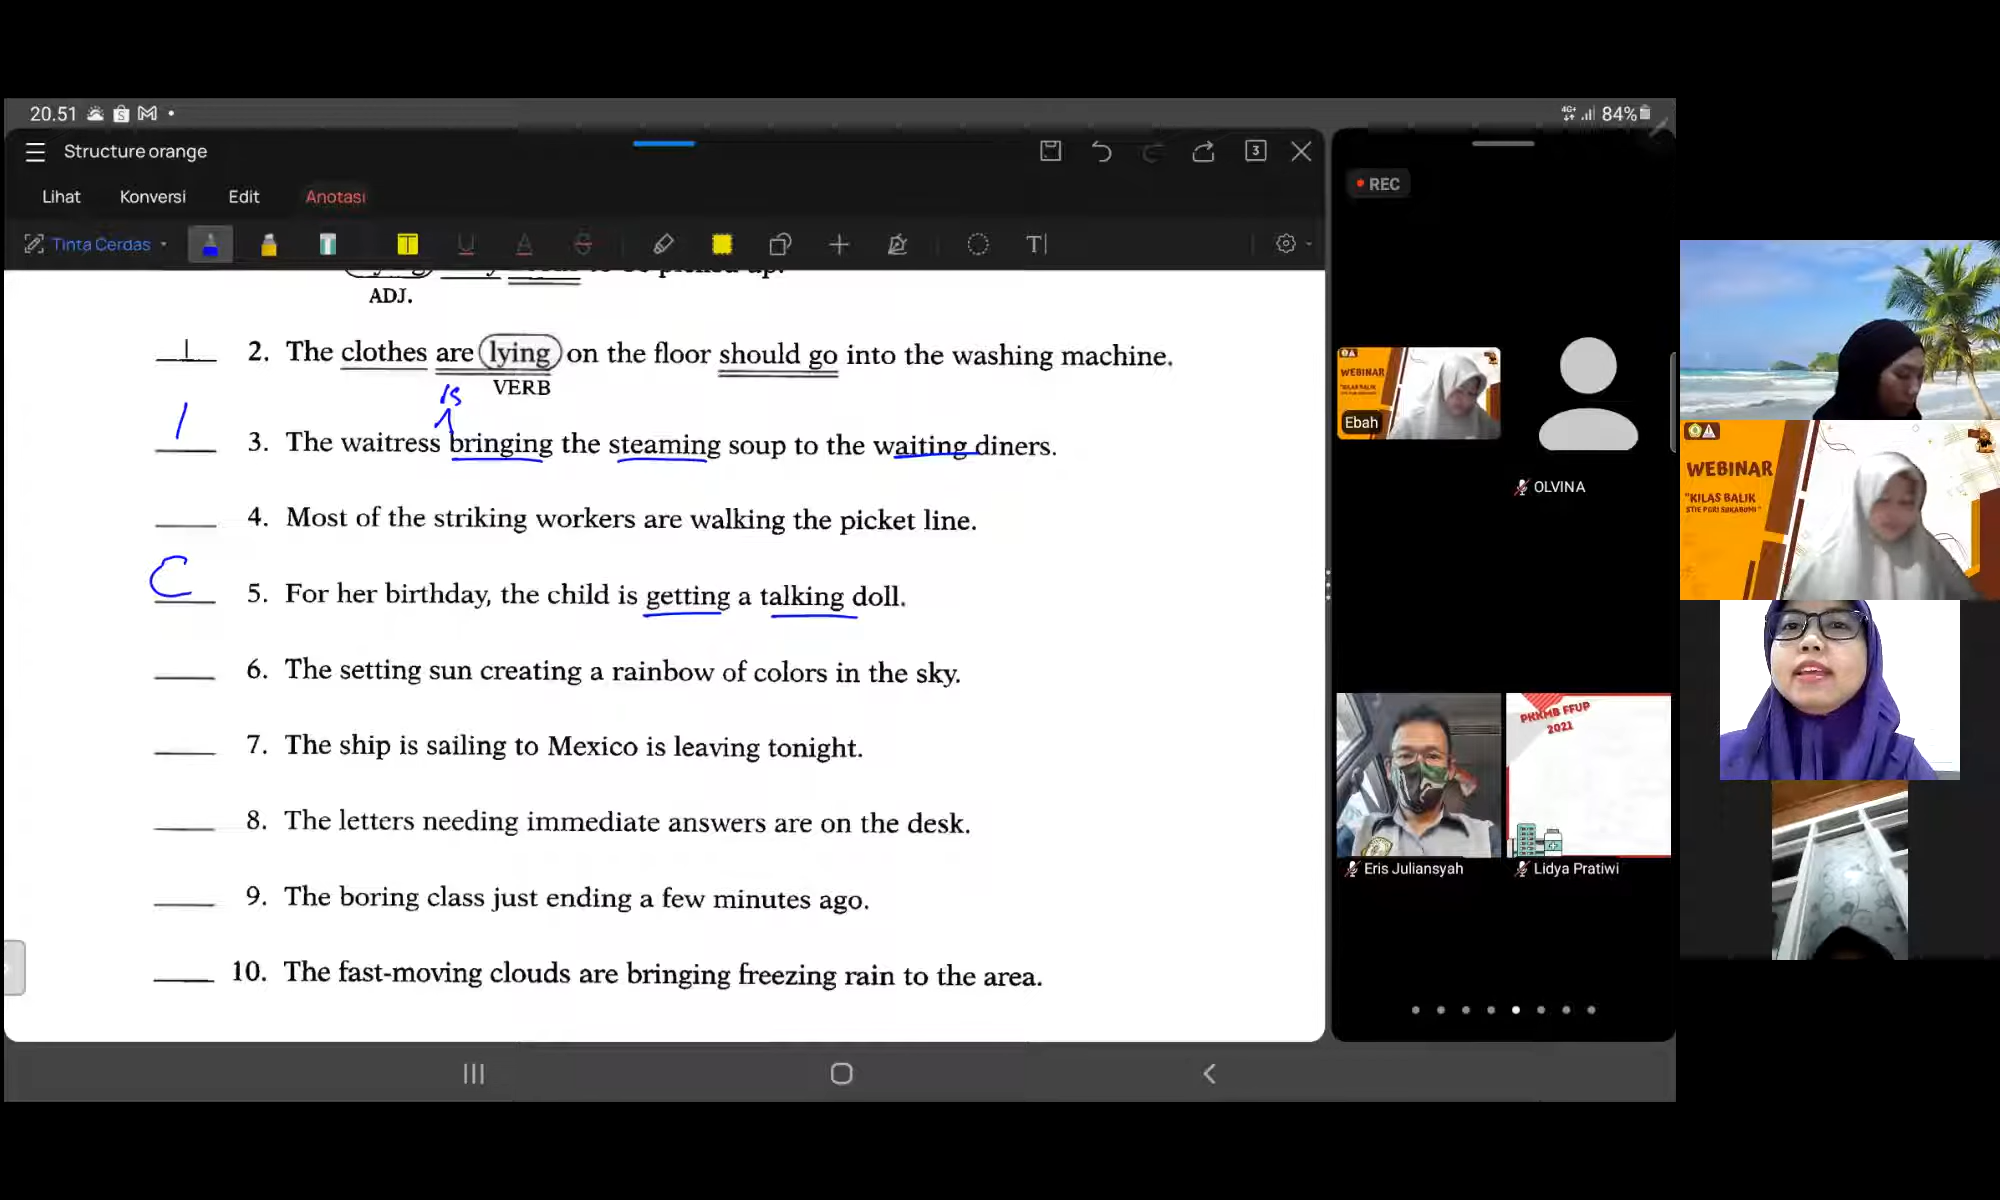 20.51
84%
Structure orange
3
Lihat Konversi Edit Anotasi
Tinta Cerdas
ADJ.
I 2. The clothes are lying on the floor should go into the washing machine.
VERB
is
I 3. The waitress bringing the steaming soup to the waiting diners.
4. Most of the striking workers are walking the picket line.
C 5. For her birthday, the child is getting a talking doll.
6. The setting sun creating a rainbow of colors in the sky.
7. The ship is sailing to Mexico is leaving tonight.
8. The letters needing immediate answers are on the desk.
9. The boring class just ending a few minutes ago.
10. The fast-moving clouds are bringing freezing rain to the area.
REC
WEBINAR
Ebah
OLVINA
PKKMB FFUP
2021
Eris Juliansyah
Lidya Pratiwi
WEBINAR
"KILAS BALIK
STIE PGRI SUKABUMI"